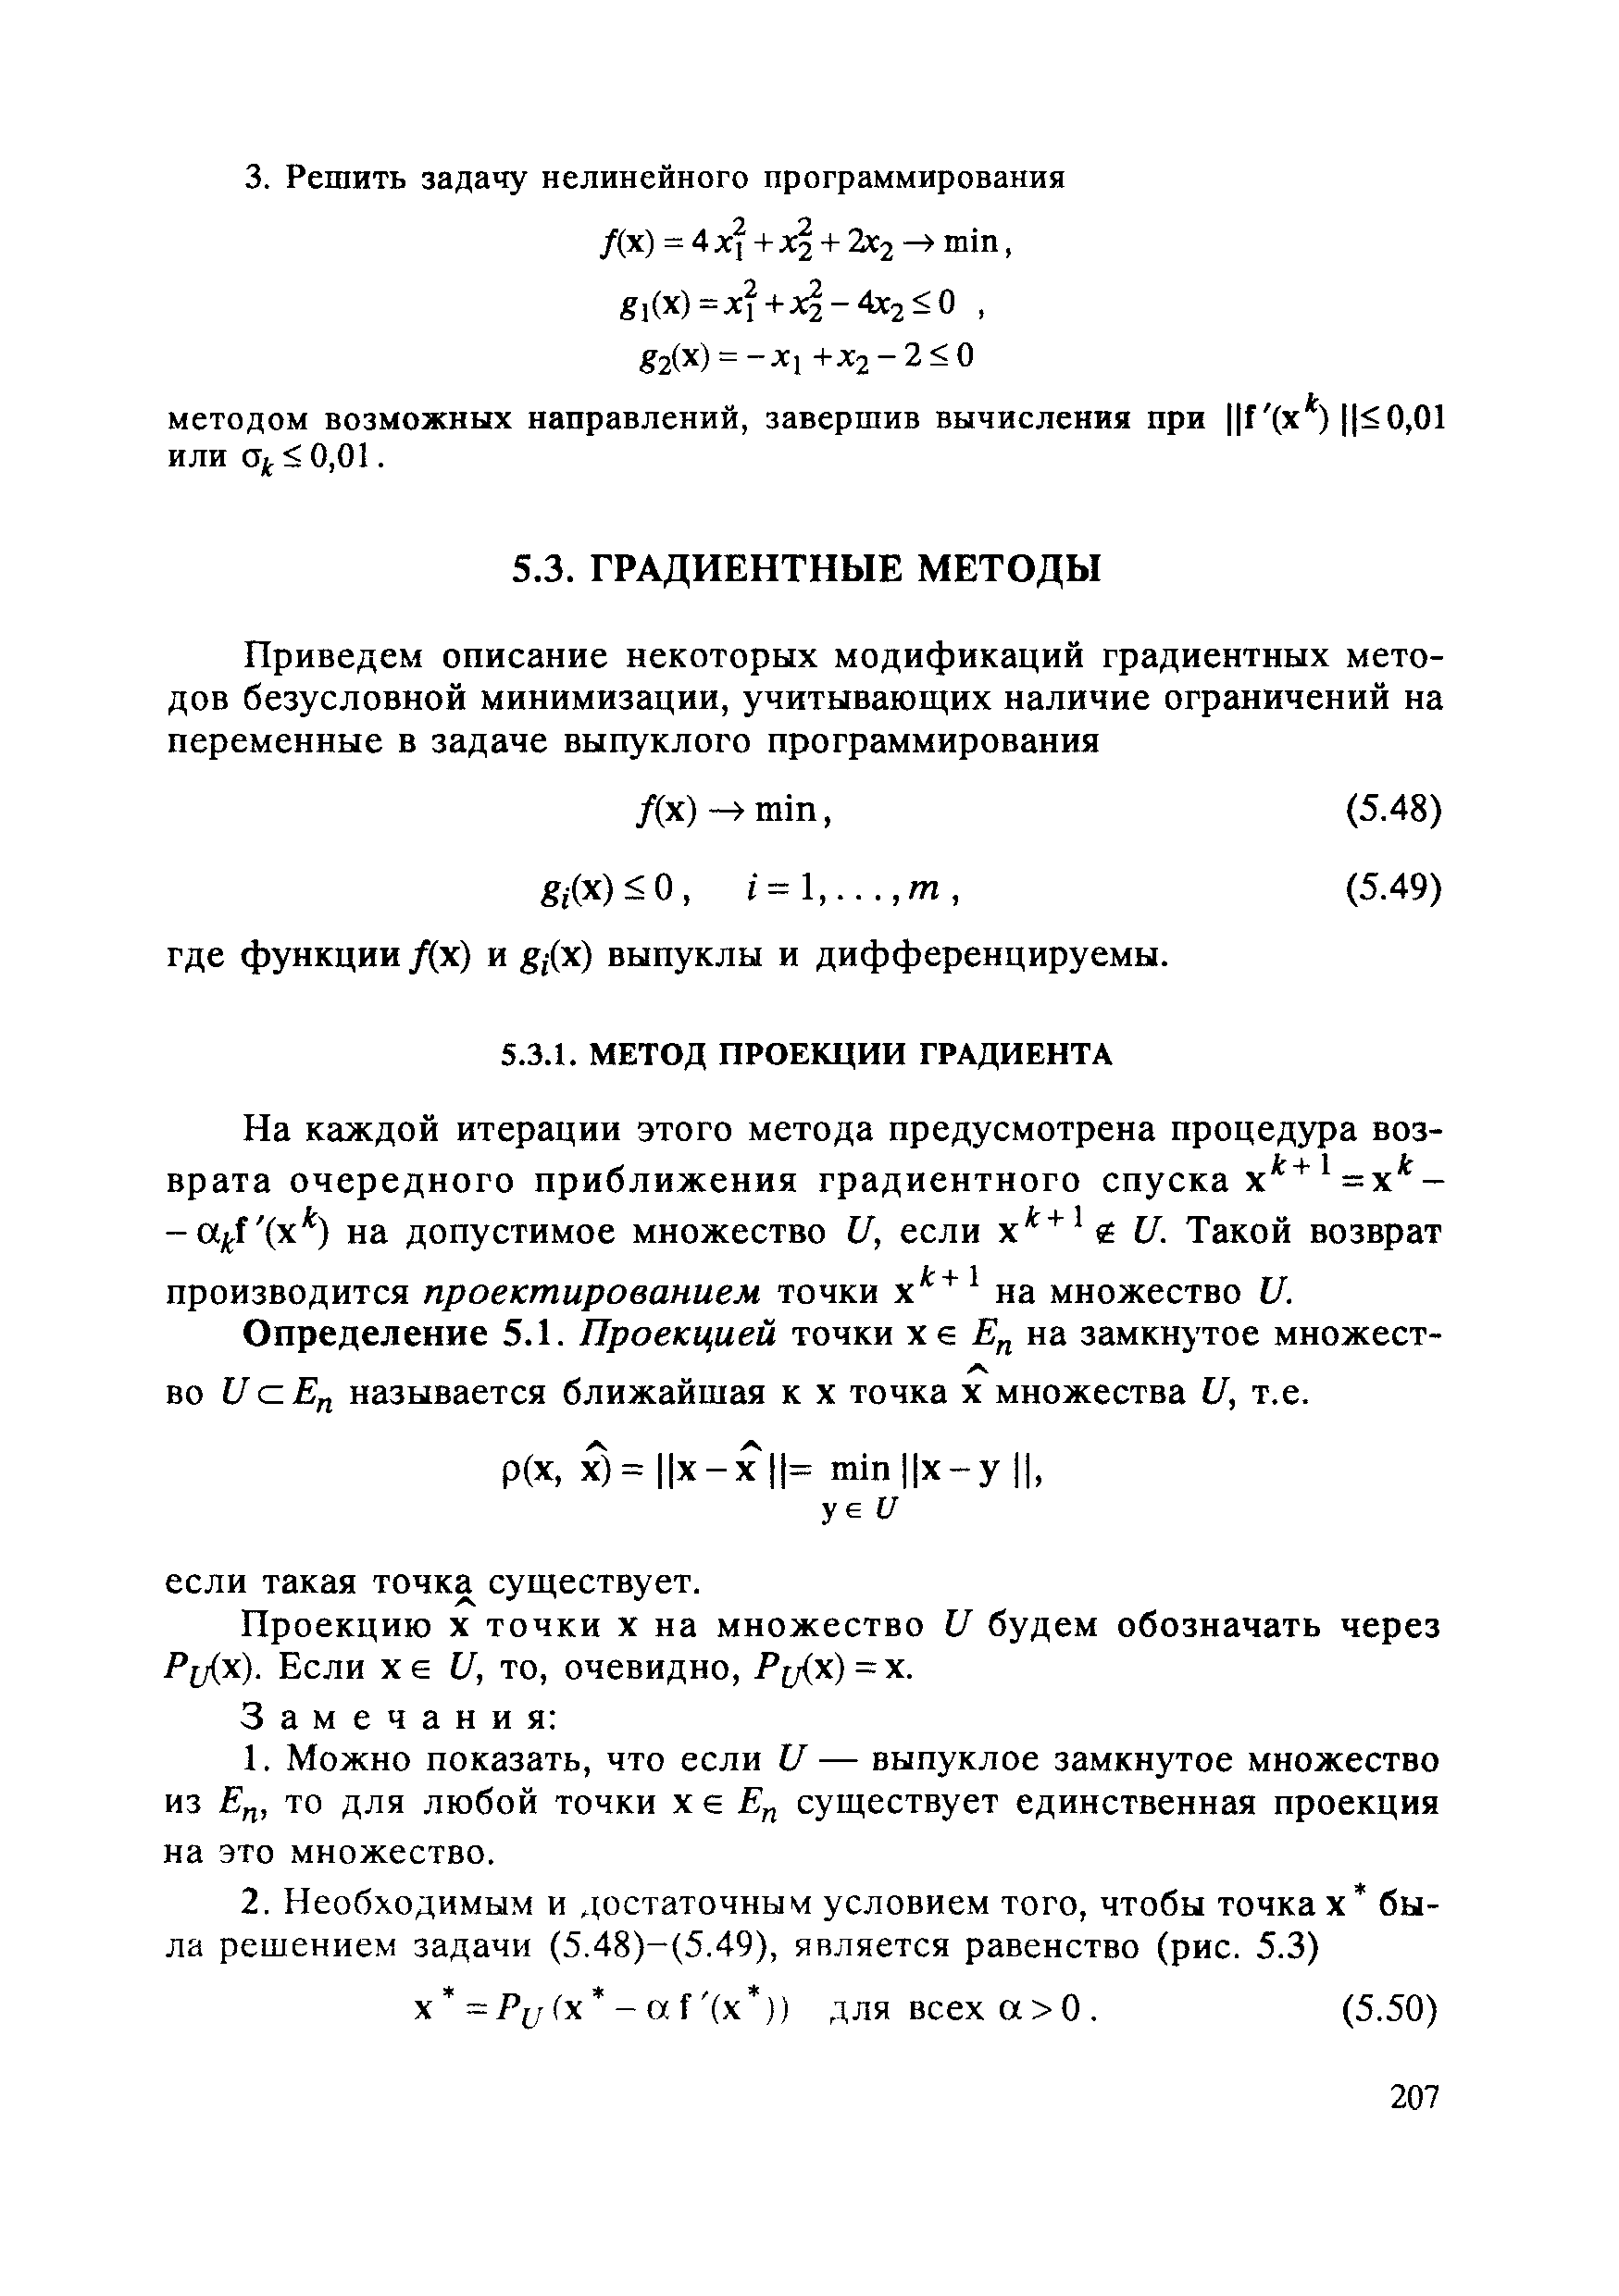 3. Решить задачу нелинейного программирования
f(x) = 4x₁² + x₂² + 2x₂ → min,
g₁(x) = x₁² + x₂² − 4x₂ ≤ 0 ,
g₂(x) = − x₁ + x₂ − 2 ≤ 0
методом возможных направлений, завершив вычисления при ||f′(xᵏ) || ≤ 0,01
или σₖ ≤ 0,01.
5.3. ГРАДИЕНТНЫЕ МЕТОДЫ
Приведем описание некоторых модификаций градиентных мето-
дов безусловной минимизации, учитывающих наличие ограничений на
переменные в задаче выпуклого программирования
f(x) → min, (5.48)
gᵢ(x) ≤ 0, i = 1,...,m , (5.49)
где функции f(x) и gᵢ(x) выпуклы и дифференцируемы.
5.3.1. МЕТОД ПРОЕКЦИИ ГРАДИЕНТА
На каждой итерации этого метода предусмотрена процедура воз-
врата очередного приближения градиентного спуска xᵏ⁺¹ = xᵏ −
− αₖf′(xᵏ) на допустимое множество U, если xᵏ⁺¹ ∉ U. Такой возврат
производится проектированием точки xᵏ⁺¹ на множество U.
Определение 5.1. Проекцией точки x ∈ Eₙ на замкнутое множест-
во U ⊂ Eₙ называется ближайшая к x точка x̂ множества U, т.е.
ρ(x, x̂) = ||x − x̂ || = min ||x − y ||,
y ∈ U
если такая точка существует.
Проекцию x̂ точки x на множество U будем обозначать через
P_U(x). Если x ∈ U, то, очевидно, P_U(x) = x.
З а м е ч а н и я:
1. Можно показать, что если U — выпуклое замкнутое множество
из Eₙ, то для любой точки x ∈ Eₙ существует единственная проекция
на это множество.
2. Необходимым и достаточным условием того, чтобы точка x* бы-
ла решением задачи (5.48)−(5.49), является равенство (рис. 5.3)
x* = P_U(x* − αf′(x*)) для всех α > 0. (5.50)
207